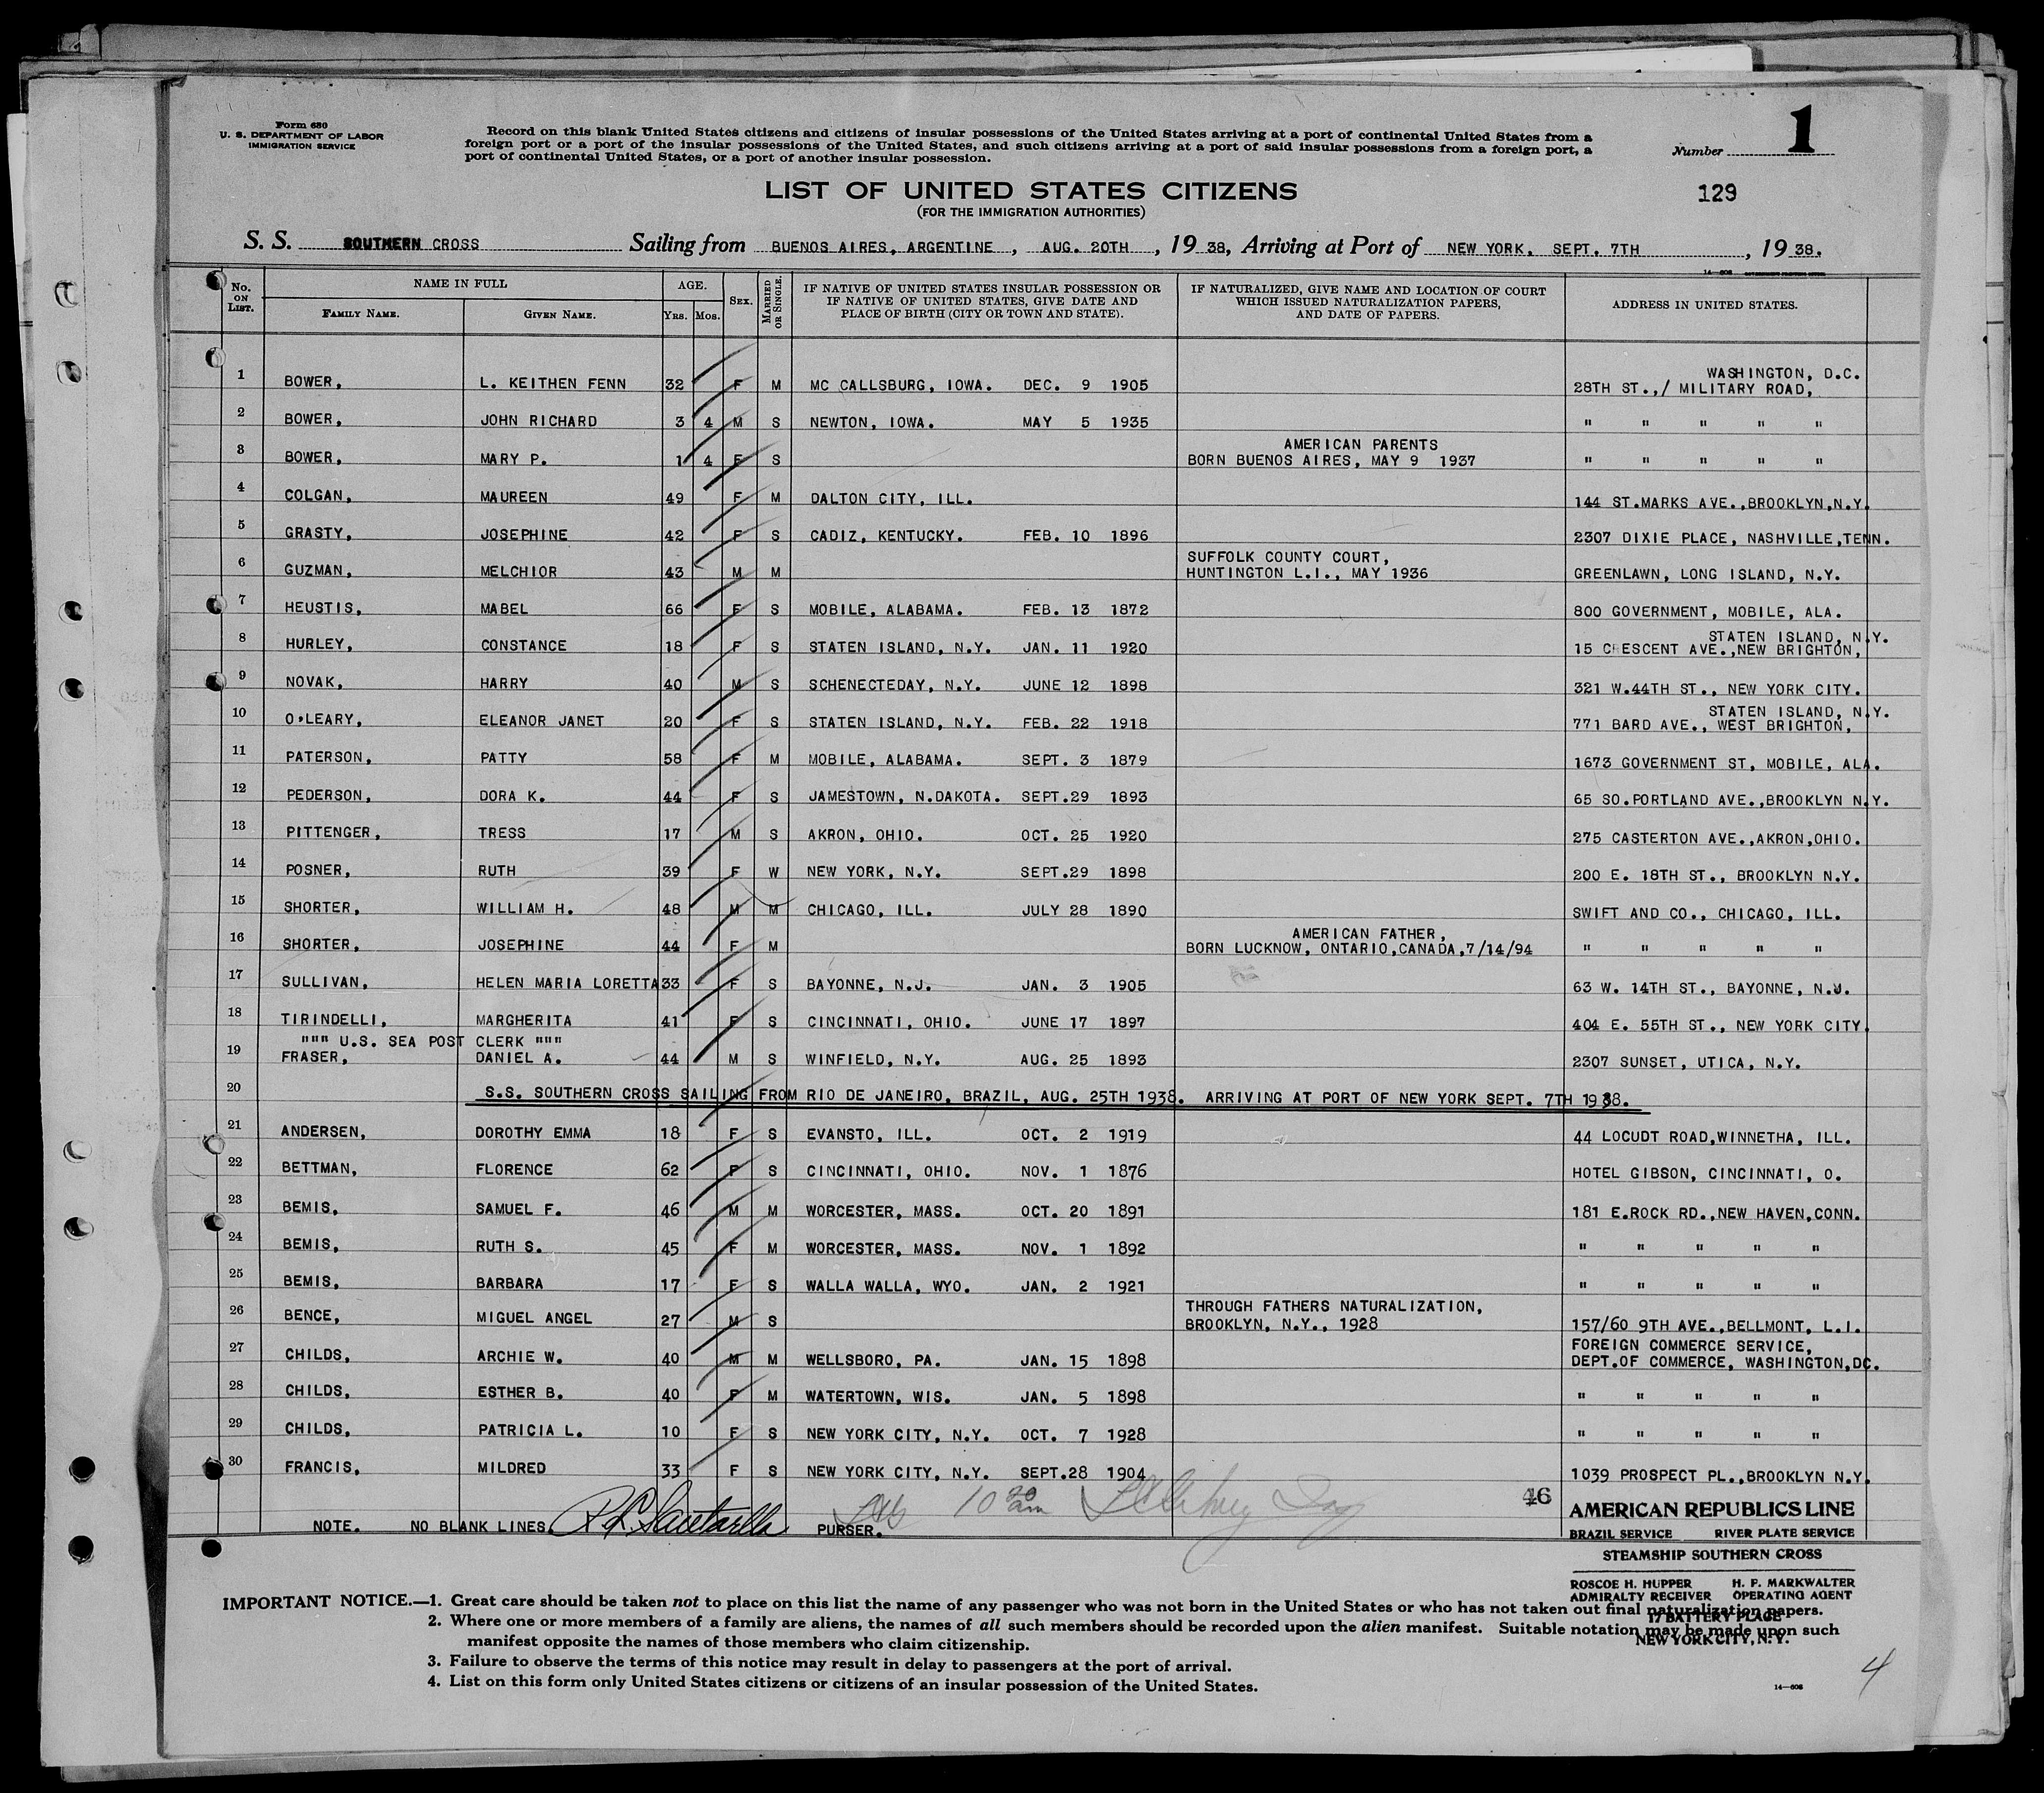 Form 630
U. S. DEPARTMENT OF LABOR
IMMIGRATION SERVICE
Record on this blank United States citizens and citizens of insular possessions of the United States arriving at a port of continental United States from a
foreign port or a port of the insular possessions of the United States, and such citizens arriving at a port of said insular possessions from a foreign port, a
port of continental United States, or a port of another insular possession.
Number 1
LIST OF UNITED STATES CITIZENS
(FOR THE IMMIGRATION AUTHORITIES)
129
S. S. SOUTHERN CROSS Sailing from BUENOS AIRES, ARGENTINE , AUG. 20TH , 19 38, Arriving at Port of NEW YORK, SEPT. 7TH , 19 38.
14—608
No. ON LIST. NAME IN FULL FAMILY NAME. GIVEN NAME. AGE. YRS. MOS. SEX. MARRIED OR SINGLE. IF NATIVE OF UNITED STATES INSULAR POSSESSION OR IF NATIVE OF UNITED STATES, GIVE DATE AND PLACE OF BIRTH (CITY OR TOWN AND STATE). IF NATURALIZED, GIVE NAME AND LOCATION OF COURT WHICH ISSUED NATURALIZATION PAPERS, AND DATE OF PAPERS. ADDRESS IN UNITED STATES.
WASHINGTON, D.C.
1 BOWER, L. KEITHEN FENN 32 F M MC CALLSBURG, IOWA. DEC. 9 1905 28TH ST.,/ MILITARY ROAD,
2 BOWER, JOHN RICHARD 3 4 M S NEWTON, IOWA. MAY 5 1935 " " " " "
AMERICAN PARENTS
3 BOWER, MARY P. 1 4 F S BORN BUENOS AIRES, MAY 9 1937 " " " " "
4 COLGAN, MAUREEN 49 F M DALTON CITY, ILL. 144 ST.MARKS AVE.,BROOKLYN,N.Y.
5 GRASTY, JOSEPHINE 42 F S CADIZ, KENTUCKY. FEB. 10 1896 2307 DIXIE PLACE, NASHVILLE,TENN.
SUFFOLK COUNTY COURT,
6 GUZMAN, MELCHIOR 43 M M HUNTINGTON L.I., MAY 1936 GREENLAWN, LONG ISLAND, N.Y.
7 HEUSTIS, MABEL 66 F S MOBILE, ALABAMA. FEB. 13 1872 800 GOVERNMENT, MOBILE, ALA.
STATEN ISLAND, N.Y.
8 HURLEY, CONSTANCE 18 F S STATEN ISLAND, N.Y. JAN. 11 1920 15 CRESCENT AVE.,NEW BRIGHTON,
9 NOVAK, HARRY 40 M S SCHENECTEDAY, N.Y. JUNE 12 1898 321 W.44TH ST., NEW YORK CITY.
STATEN ISLAND, N.Y.
10 O'LEARY, ELEANOR JANET 20 F S STATEN ISLAND, N.Y. FEB. 22 1918 771 BARD AVE., WEST BRIGHTON,
11 PATERSON, PATTY 58 F M MOBILE, ALABAMA. SEPT. 3 1879 1673 GOVERNMENT ST, MOBILE, ALA.
12 PEDERSON, DORA K. 44 F S JAMESTOWN, N.DAKOTA. SEPT.29 1893 65 SO.PORTLAND AVE.,BROOKLYN N.Y.
13 PITTENGER, TRESS 17 M S AKRON, OHIO. OCT. 25 1920 275 CASTERTON AVE.,AKRON,OHIO.
14 POSNER, RUTH 39 F W NEW YORK, N.Y. SEPT.29 1898 200 E. 18TH ST., BROOKLYN N.Y.
15 SHORTER, WILLIAM H. 48 M M CHICAGO, ILL. JULY 28 1890 SWIFT AND CO., CHICAGO, ILL.
AMERICAN FATHER,
16 SHORTER, JOSEPHINE 44 F M BORN LUCKNOW, ONTARIO,CANADA,7/14/94 " " " " "
17 SULLIVAN, HELEN MARIA LORETTA 33 F S BAYONNE, N.J. JAN. 3 1905 63 W. 14TH ST., BAYONNE, N.J.
18 TIRINDELLI, MARGHERITA 41 F S CINCINNATI, OHIO. JUNE 17 1897 404 E. 55TH ST., NEW YORK CITY.
""" U.S. SEA POST CLERK """
19 FRASER, DANIEL A. 44 M S WINFIELD, N.Y. AUG. 25 1893 2307 SUNSET, UTICA, N.Y.
20 S.S. SOUTHERN CROSS SAILING FROM RIO DE JANEIRO, BRAZIL, AUG. 25TH 1938. ARRIVING AT PORT OF NEW YORK SEPT. 7TH 1938.
21 ANDERSEN, DOROTHY EMMA 18 F S EVANSTO, ILL. OCT. 2 1919 44 LOCUDT ROAD,WINNETHA, ILL.
22 BETTMAN, FLORENCE 62 F S CINCINNATI, OHIO. NOV. 1 1876 HOTEL GIBSON, CINCINNATI, O.
23 BEMIS, SAMUEL F. 46 M M WORCESTER, MASS. OCT. 20 1891 181 E.ROCK RD.,NEW HAVEN,CONN.
24 BEMIS, RUTH S. 45 F M WORCESTER, MASS. NOV. 1 1892 " " " " "
25 BEMIS, BARBARA 17 F S WALLA WALLA, WYO. JAN. 2 1921 " " " " "
THROUGH FATHERS NATURALIZATION,
26 BENCE, MIGUEL ANGEL 27 M S BROOKLYN, N.Y., 1928 157/60 9TH AVE.,BELLMONT, L.I.
FOREIGN COMMERCE SERVICE,
27 CHILDS, ARCHIE W. 40 M M WELLSBORO, PA. JAN. 15 1898 DEPT.OF COMMERCE, WASHINGTON,DC.
28 CHILDS, ESTHER B. 40 F M WATERTOWN, WIS. JAN. 5 1898 " " " " "
29 CHILDS, PATRICIA L. 10 F S NEW YORK CITY, N.Y. OCT. 7 1928 " " " " "
30 FRANCIS, MILDRED 33 F S NEW YORK CITY, N.Y. SEPT.28 1904 1039 PROSPECT PL.,BROOKLYN N.Y.
10 20 am
46
NOTE. NO BLANK LINES. PURSER.
AMERICAN REPUBLICS LINE
BRAZIL SERVICE RIVER PLATE SERVICE
STEAMSHIP SOUTHERN CROSS
ROSCOE H. HUPPER H. F. MARKWALTER
ADMIRALTY RECEIVER OPERATING AGENT
17 BATTERY PLACE
NEW YORK CITY, N. Y.
IMPORTANT NOTICE.—1. Great care should be taken not to place on this list the name of any passenger who was not born in the United States or who has not taken out final naturalization papers.
2. Where one or more members of a family are aliens, the names of all such members should be recorded upon the alien manifest. Suitable notation may be made upon such
manifest opposite the names of those members who claim citizenship.
3. Failure to observe the terms of this notice may result in delay to passengers at the port of arrival.
4. List on this form only United States citizens or citizens of an insular possession of the United States.
14—608
4